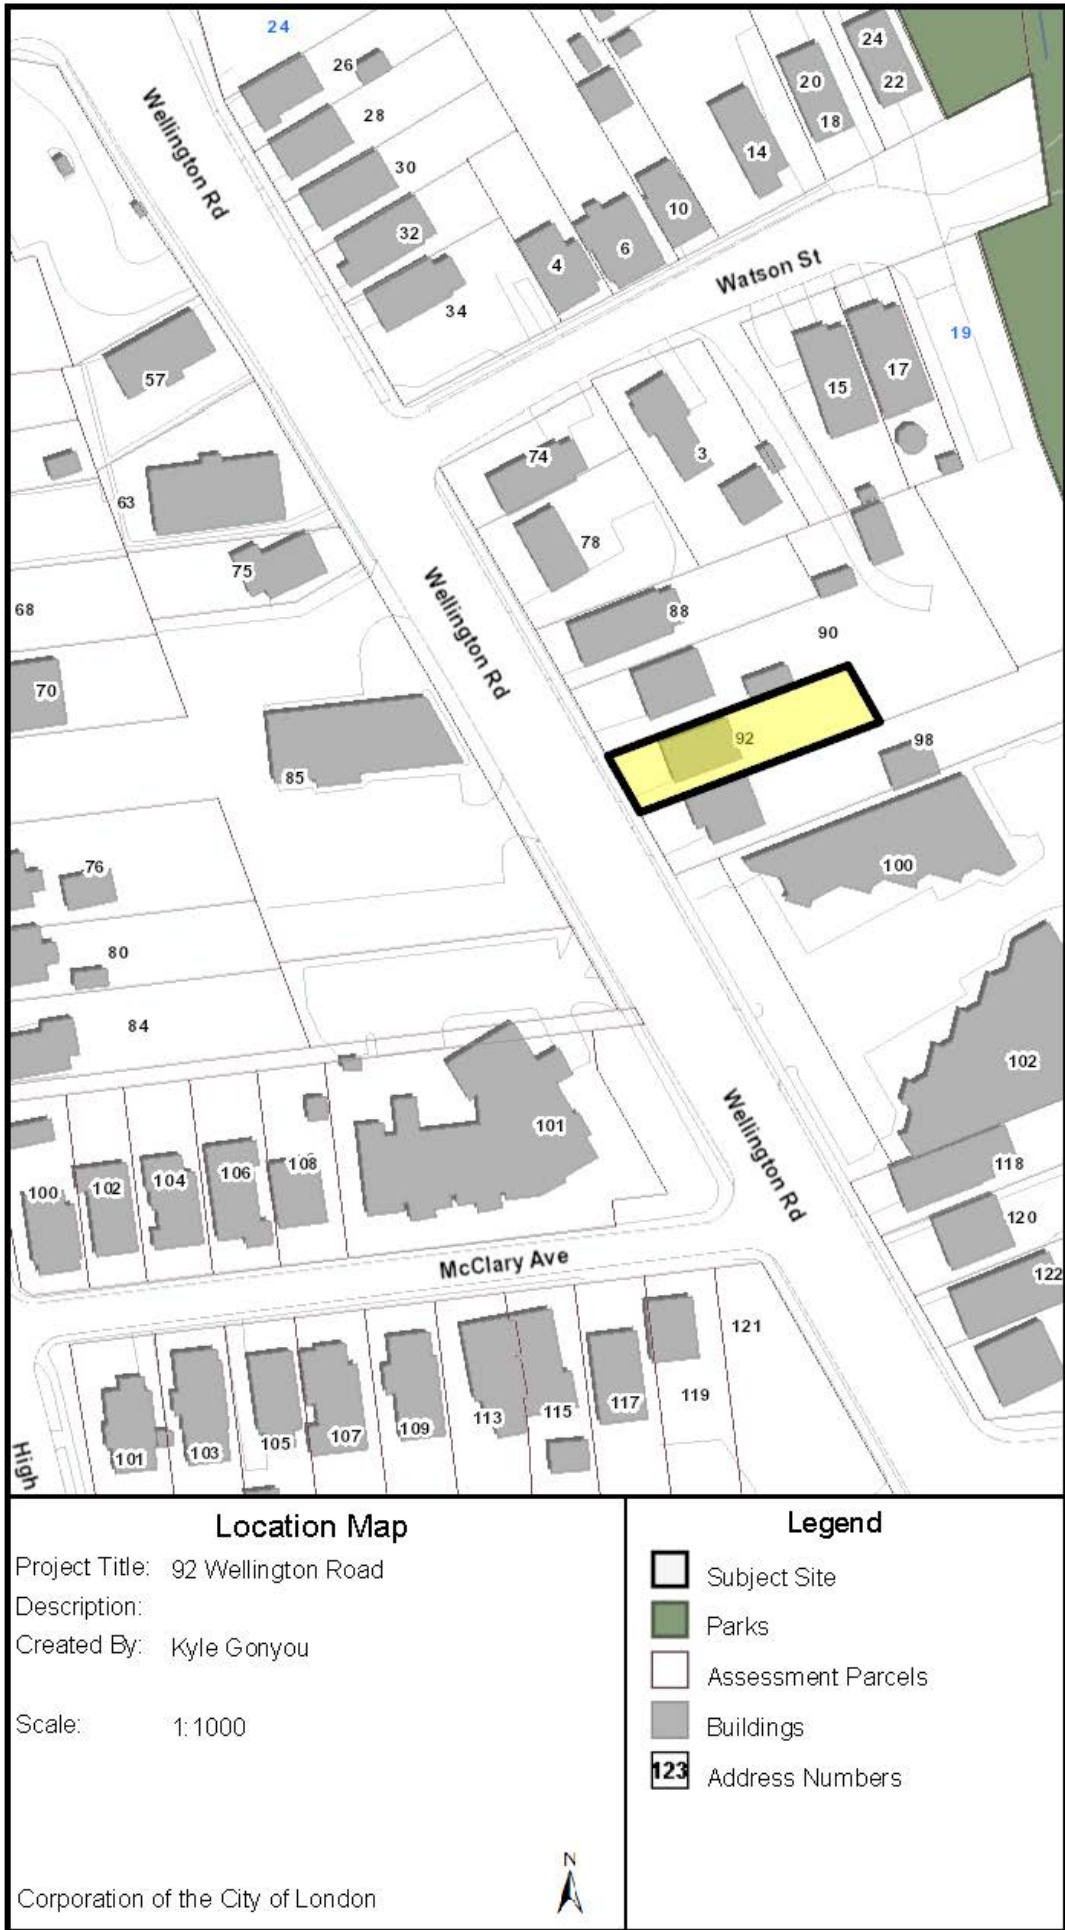 24
26
28
30
32
34
Wellington Rd
20
18
24
22
14
10
6
4
Watson St
57
19
17
15
3
74
78
63
75
68
70
Wellington Rd
88
90
92
98
85
100
76
80
84
102
101
Wellington Rd
118
120
122
100
102
104
106
108
McClary Ave
121
119
117
115
113
109
107
105
103
101
High
Location Map
Project Title: 92 Wellington Road
Description:
Created By: Kyle Gonyou
Scale: 1:1000
Corporation of the City of London
N
Legend
Subject Site
Parks
Assessment Parcels
Buildings
123 Address Numbers